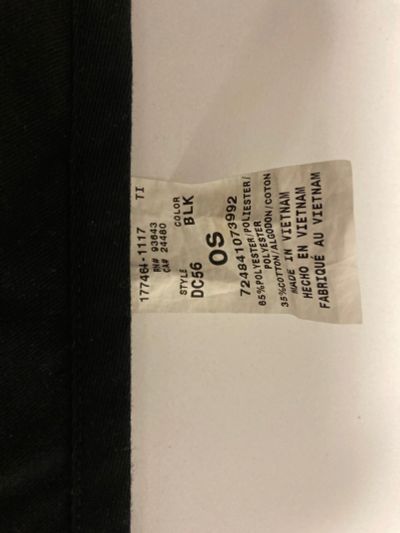 177464-1117 TI
RN# 93643
CA# 24480
STYLE COLOR
DC56 BLK
OS
724841073992
65%POLYESTER/POLIESTER/
POLYESTER
35%COTTON/ALGODON/COTON
MADE IN VIETNAM
HECHO EN VIETNAM
FABRIQUÉ AU VIETNAM